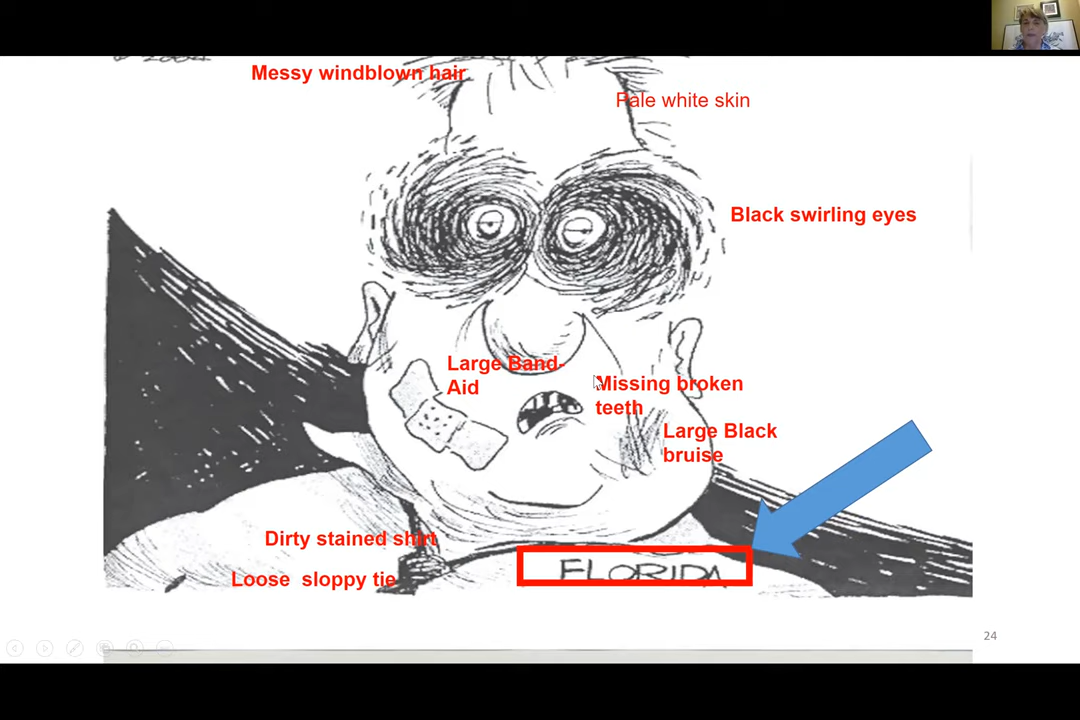 © 2004
Messy windblown hair
Pale white skin
Black swirling eyes
Large Band-
Aid
Missing broken
teeth
Large Black
bruise
Dirty stained shirt
Loose  sloppy tie
FLORIDA
24